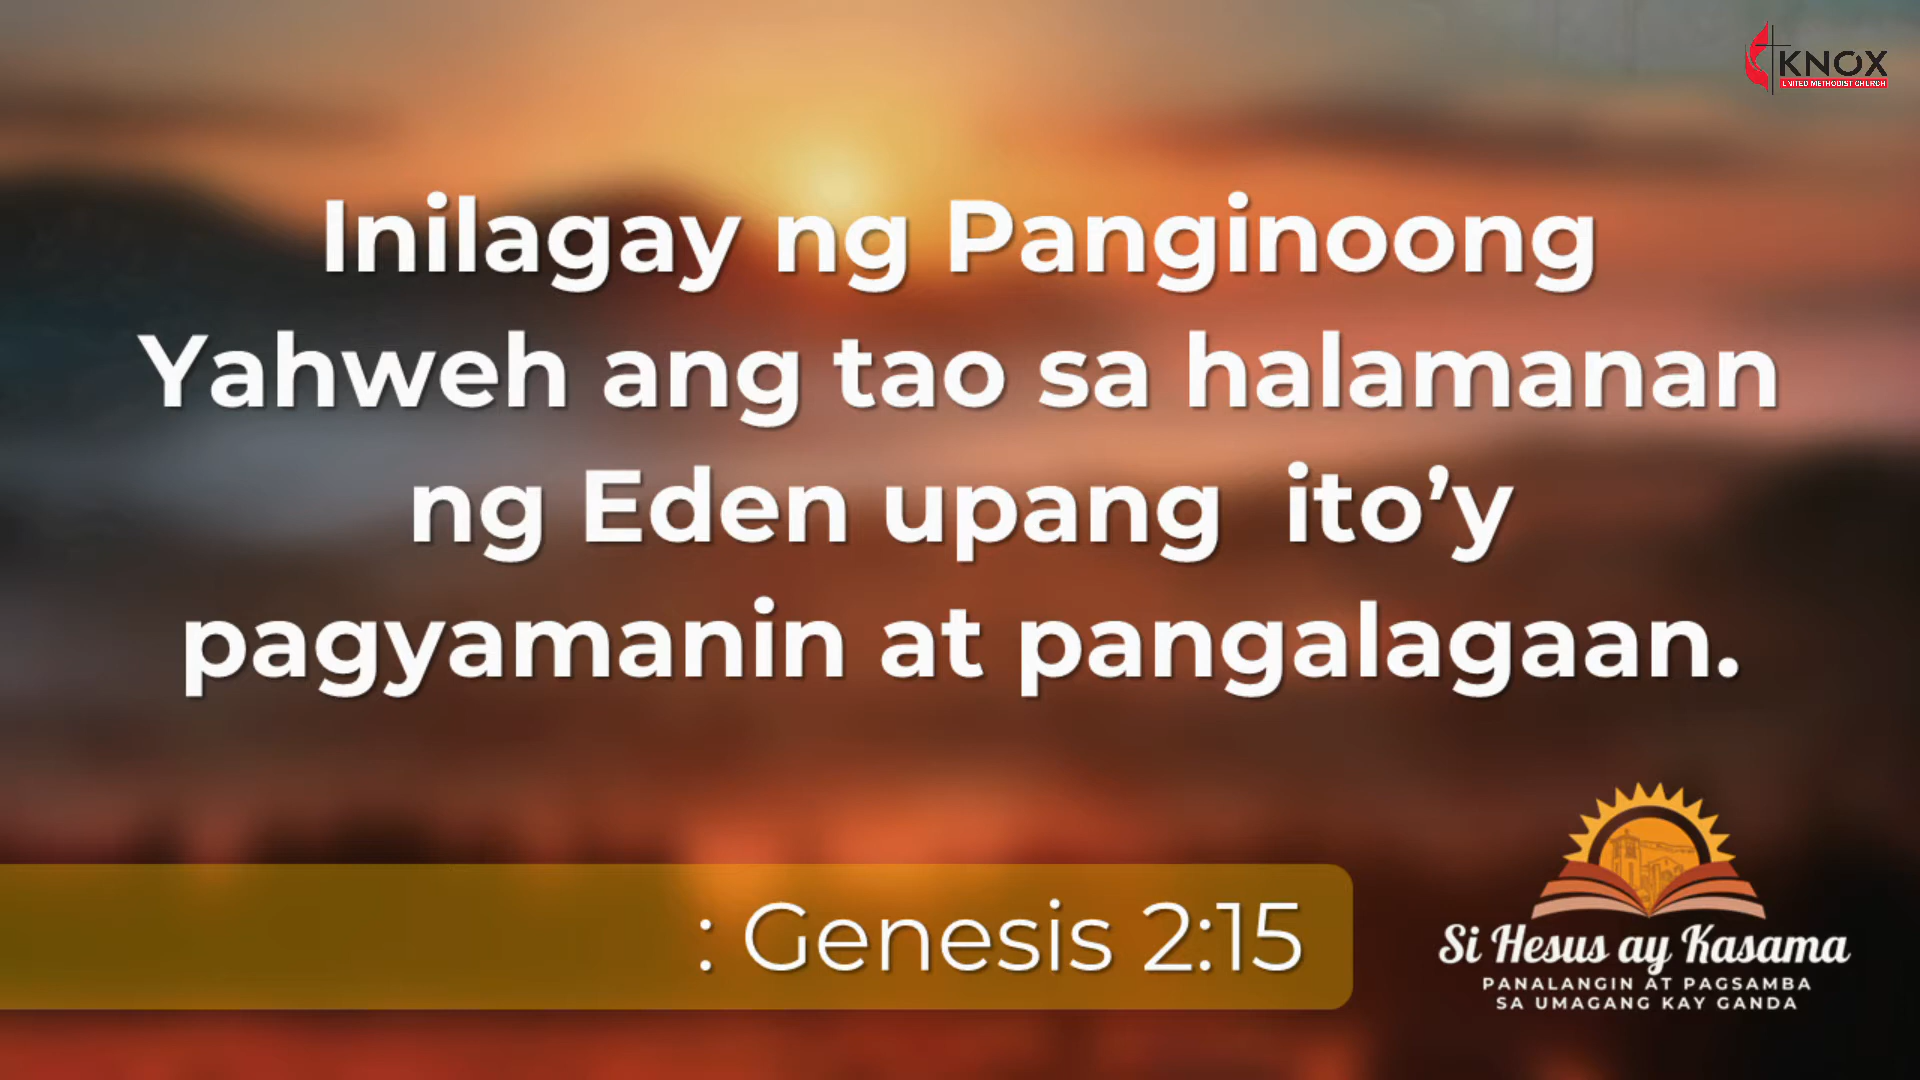 KNOX
UNITED METHODIST CHURCH
Inilagay ng Panginoong
Yahweh ang tao sa halamanan
ng Eden upang  ito’y
pagyamanin at pangalagaan.
: Genesis 2:15
Si Hesus ay Kasama
PANALANGIN AT PAGSAMBA
SA UMAGANG KAY GANDA